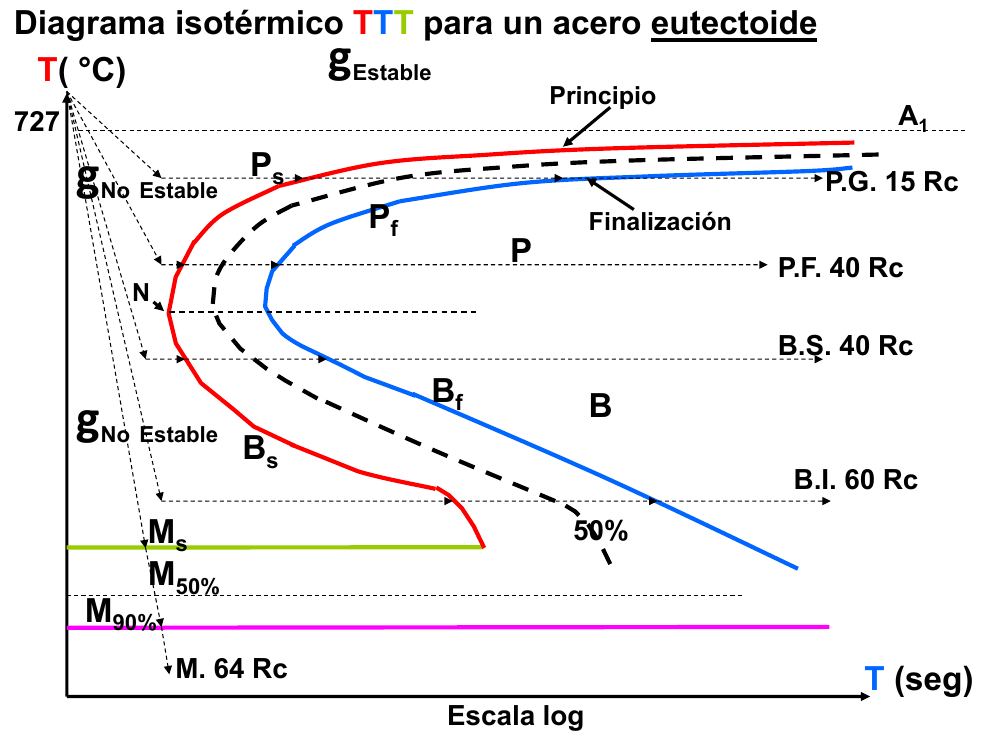 Diagrama isotérmico TTT para un acero eutectoide
T( °C)
gEstable
Principio
727
A1
Ps
gNo Estable
P.G. 15 Rc
Pf
Finalización
P
P.F. 40 Rc
N
B.S. 40 Rc
Bf
B
gNo Estable
Bs
B.I. 60 Rc
Ms
50%
M50%
M90%
M. 64 Rc
T (seg)
Escala log